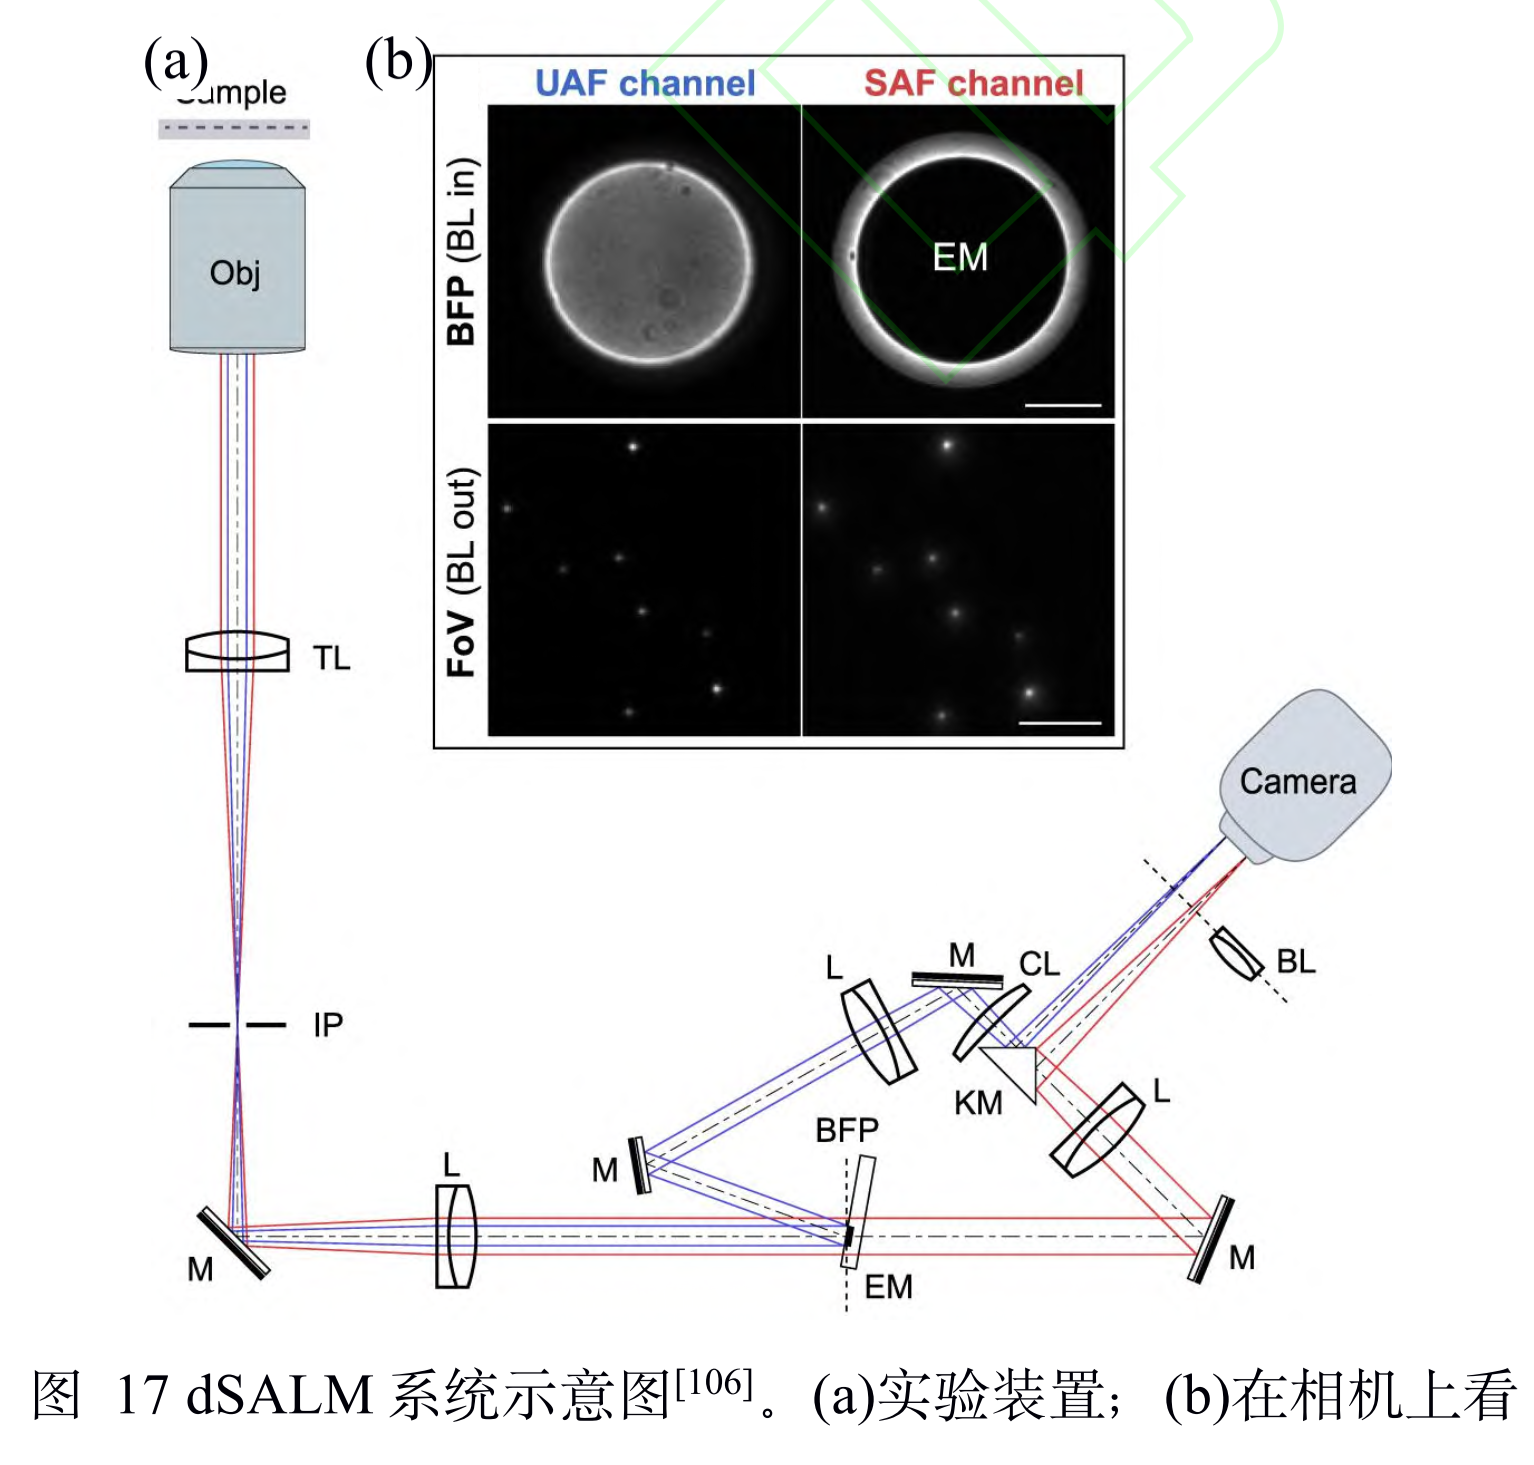 (a)
(b)
UAF channel
SAF channel
BFP (BL in)
EM
FoV (BL out)
Obj
TL
IP
Camera
BL
M
CL
L
KM
L
BFP
M
L
M
EM
M
图 17 dSALM 系统示意图[106]。(a)实验装置；(b)在相机上看